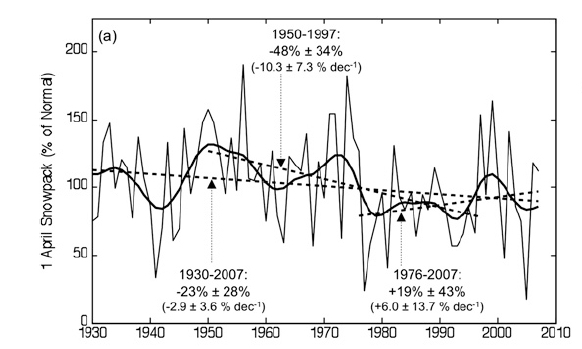 (a)
1950-1997:
-48% ± 34%
(-10.3 ± 7.3 % dec⁻¹)
1 April Snowpack (% of Normal)
200
150
100
50
0
1930-2007:
-23% ± 28%
(-2.9 ± 3.6 % dec⁻¹)
1976-2007:
+19% ± 43%
(+6.0 ± 13.7 % dec⁻¹)
1930 1940 1950 1960 1970 1980 1990 2000 2010